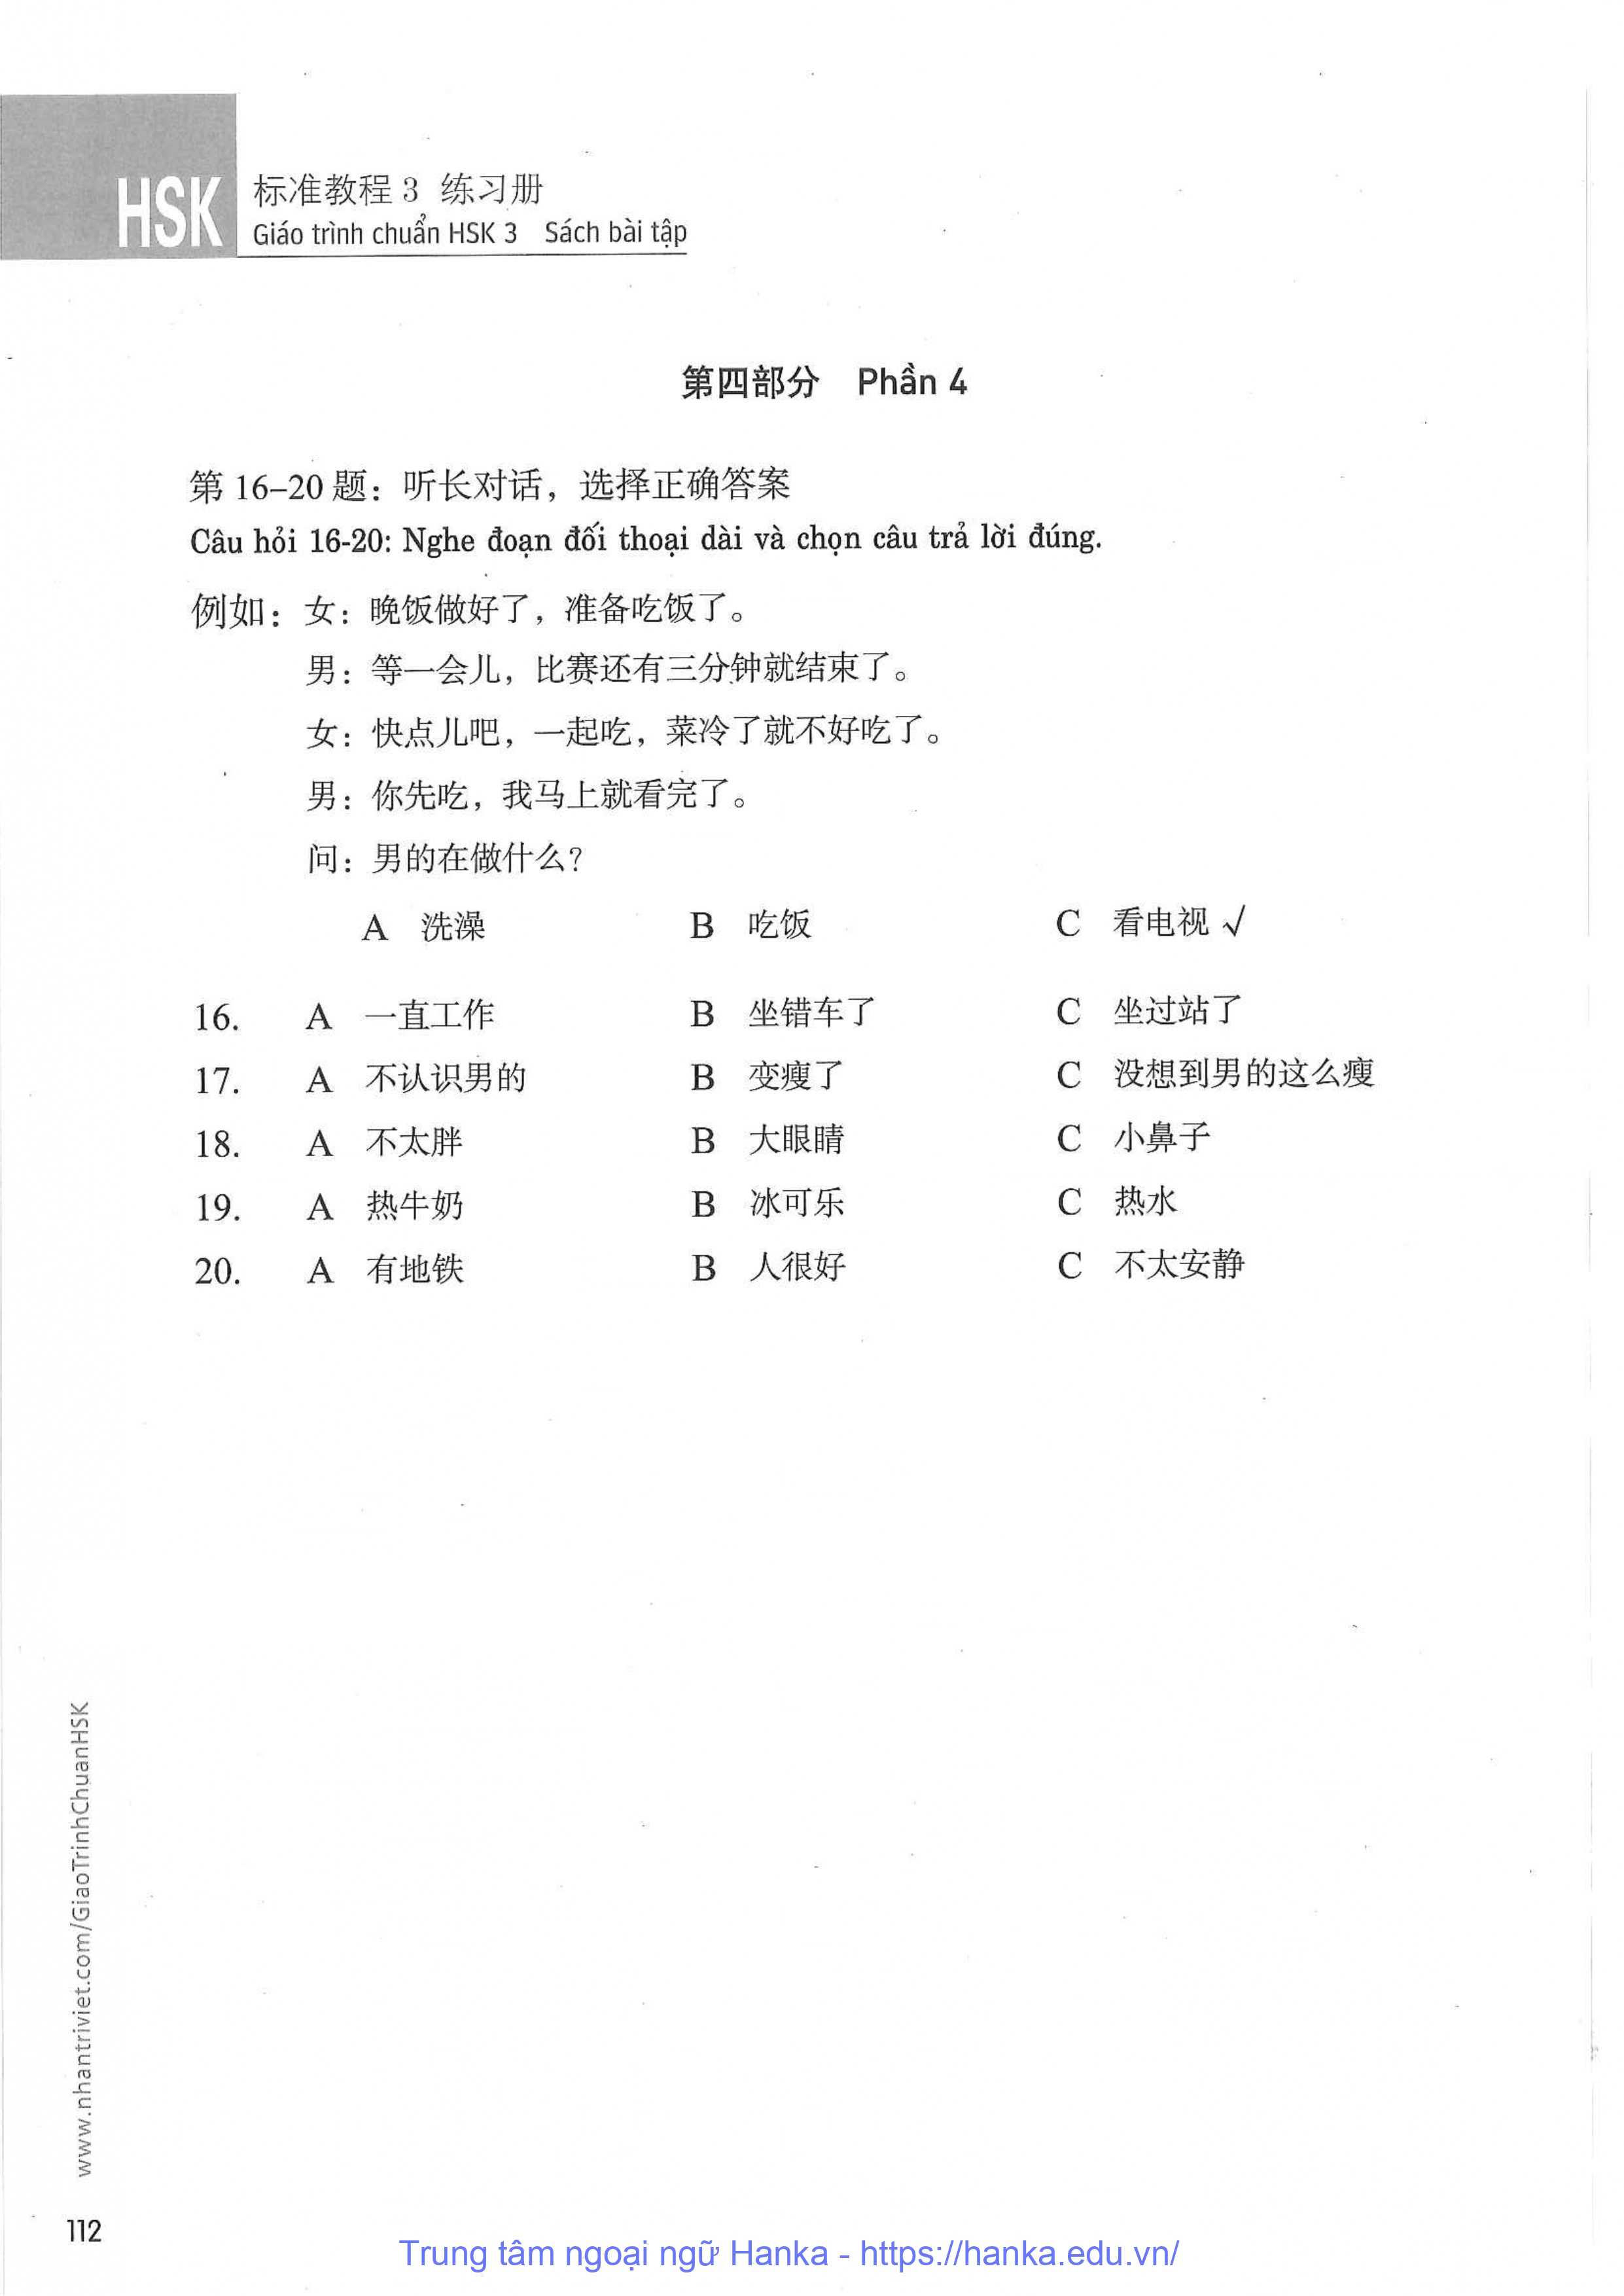 HSK 标准教程 3 练习册
Giáo trình chuẩn HSK 3 Sách bài tập
第四部分 Phần 4
第 16–20 题：听长对话，选择正确答案
Câu hỏi 16-20: Nghe đoạn đối thoại dài và chọn câu trả lời đúng.
例如：女：晚饭做好了，准备吃饭了。
男：等一会儿，比赛还有三分钟就结束了。
女：快点儿吧，一起吃，菜冷了就不好吃了。
男：你先吃，我马上就看完了。
问：男的在做什么？
A 洗澡 B 吃饭 C 看电视 √
16. A 一直工作 B 坐错车了 C 坐过站了
17. A 不认识男的 B 变瘦了 C 没想到男的这么瘦
18. A 不太胖 B 大眼睛 C 小鼻子
19. A 热牛奶 B 冰可乐 C 热水
20. A 有地铁 B 人很好 C 不太安静
www.nhantriviet.com/GiaoTrinhChuanHSK
112
Trung tâm ngoại ngữ Hanka - https://hanka.edu.vn/